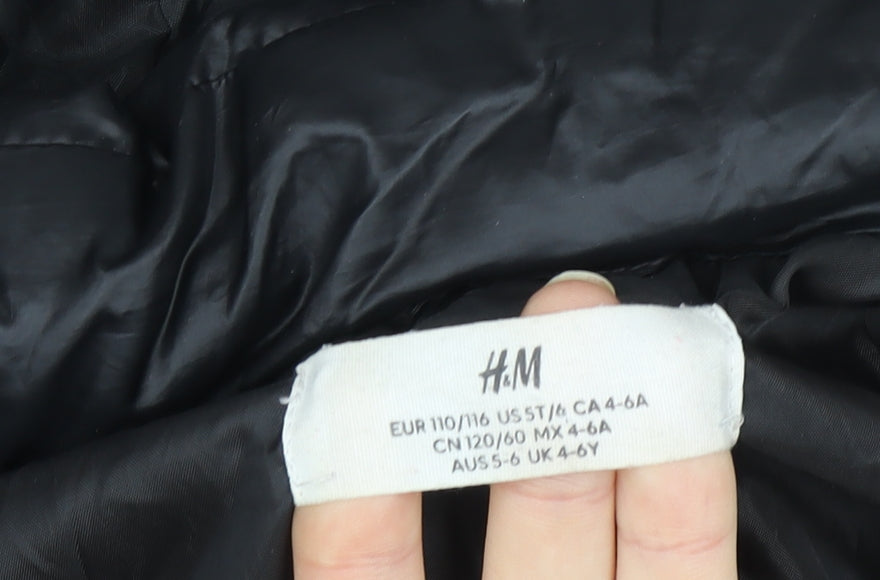 H&M
EUR 110/116 US 5T/6 CA 4-6A
CN 120/60 MX 4-6A
AUS 5-6 UK 4-6Y